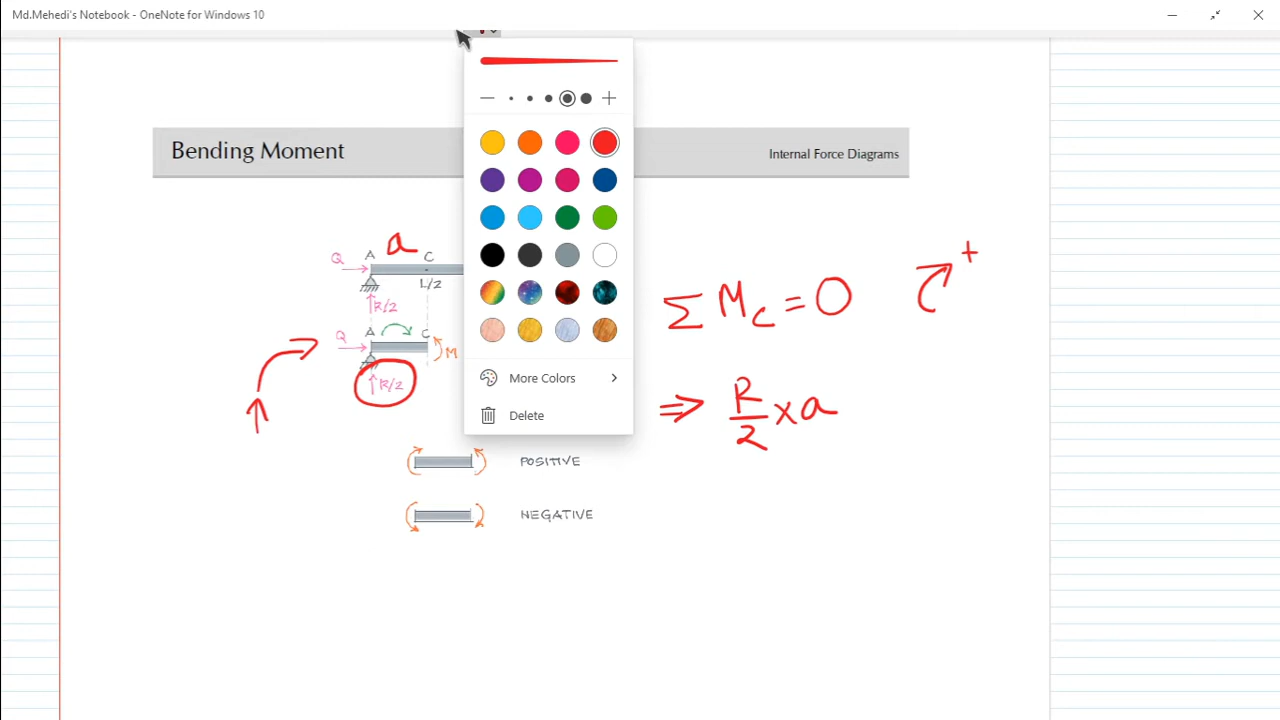 Md.Mehedi's Notebook - OneNote for Windows 10
Bending Moment
Internal Force Diagrams
a
Q A C
L/2
R/2
A C
Q
M
R/2
∑ M_C = 0
+
⇒ R/2 × a
More Colors
Delete
POSITIVE
NEGATIVE